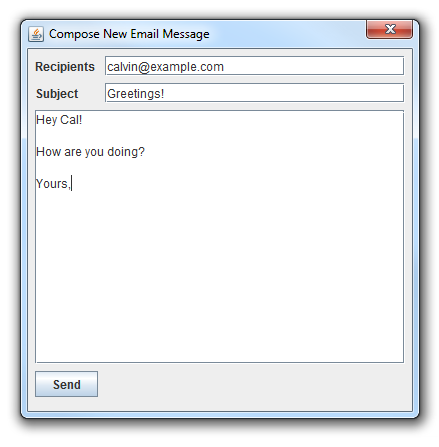 Compose New Email Message
Recipients calvin@example.com
Subject Greetings!
Hey Cal!
How are you doing?
Yours,
Send